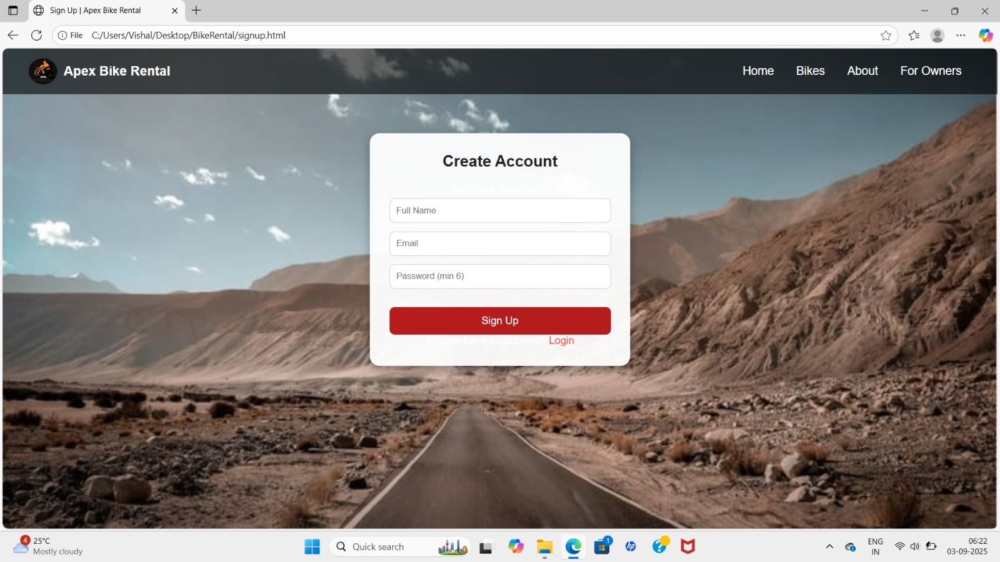 Sign Up | Apex Bike Rental
File C:/Users/Vishal/Desktop/BikeRental/signup.html
APEX
Apex Bike Rental
Home Bikes About For Owners
Create Account
Join Apex Bike Rental
Full Name
Email
Password (min 6)
Sign Up
Already have an account? Login
4
25°C
Mostly cloudy
Quick search
1
hp
?
ENG
IN
06:22
03-09-2025